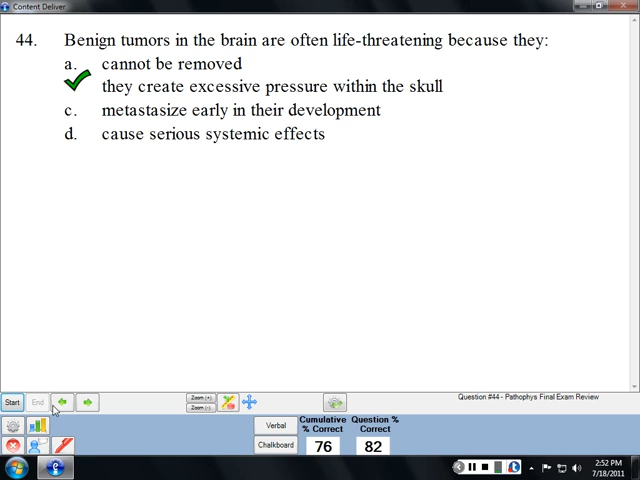 Content Deliver
44. Benign tumors in the brain are often life-threatening because they:
a. cannot be removed
they create excessive pressure within the skull
c. metastasize early in their development
d. cause serious systemic effects
Start End Zoom (+) Zoom (-) Question #44 - Pathophys Final Exam Review
Verbal Cumulative % Correct Question % Correct
Chalkboard 76 82
2:52 PM
7/18/2011